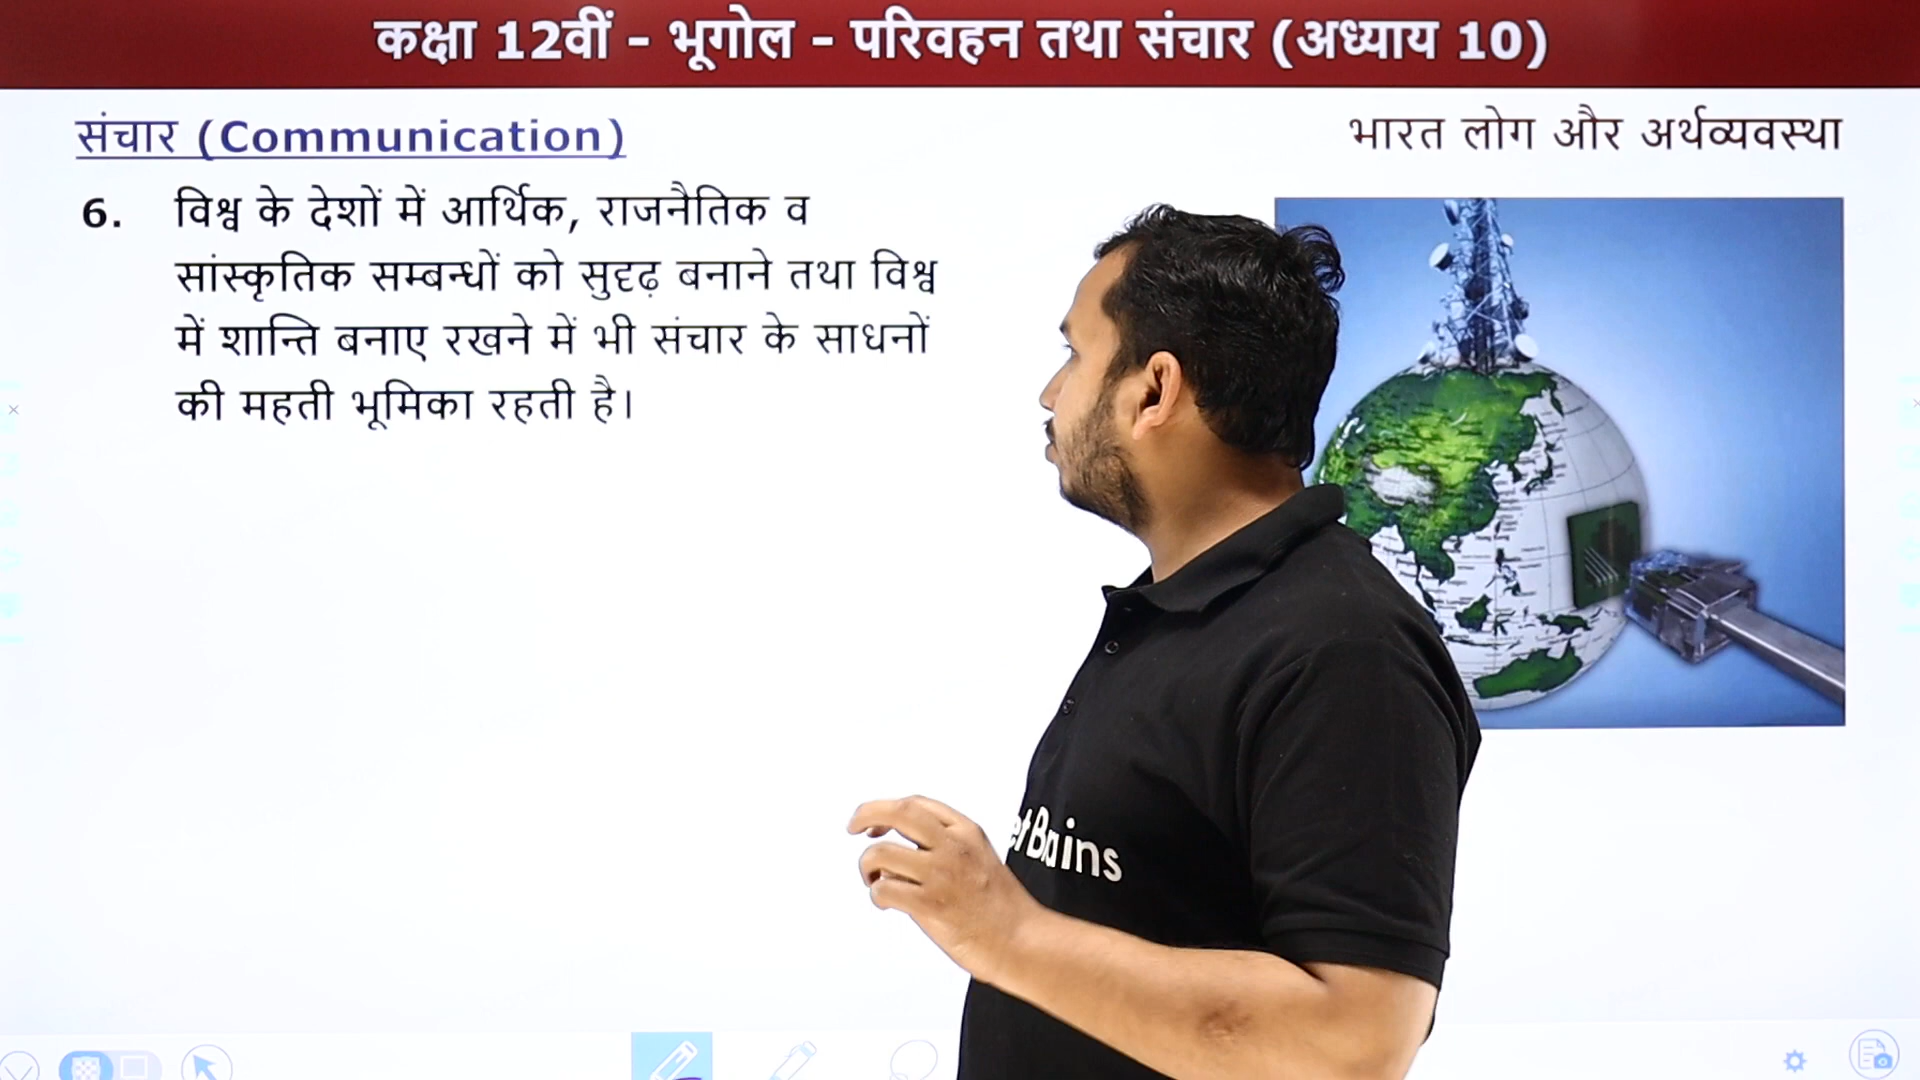 कक्षा 12वीं - भूगोल - परिवहन तथा संचार (अध्याय 10)
संचार (Communication)
भारत लोग और अर्थव्यवस्था
6. विश्व के देशों में आर्थिक, राजनैतिक व
सांस्कृतिक सम्बन्धों को सुदृढ़ बनाने तथा विश्व
में शान्ति बनाए रखने में भी संचार के साधनों
की महती भूमिका रहती है।
etBrains